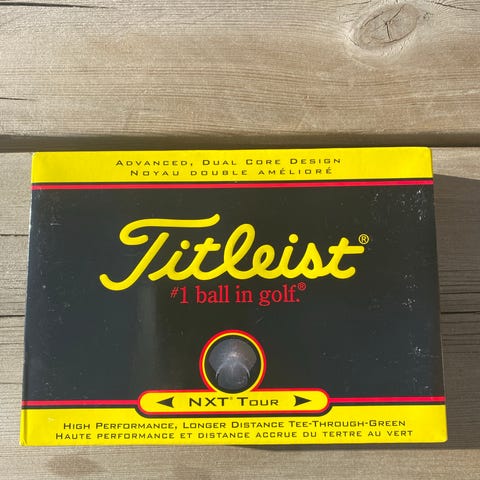 Advanced, Dual Core Design
Noyau double amélioré
Titleist®
#1 ball in golf.®
NXT® Tour
High Performance, Longer Distance Tee-Through-Green
Haute performance et distance accrue du tertre au vert